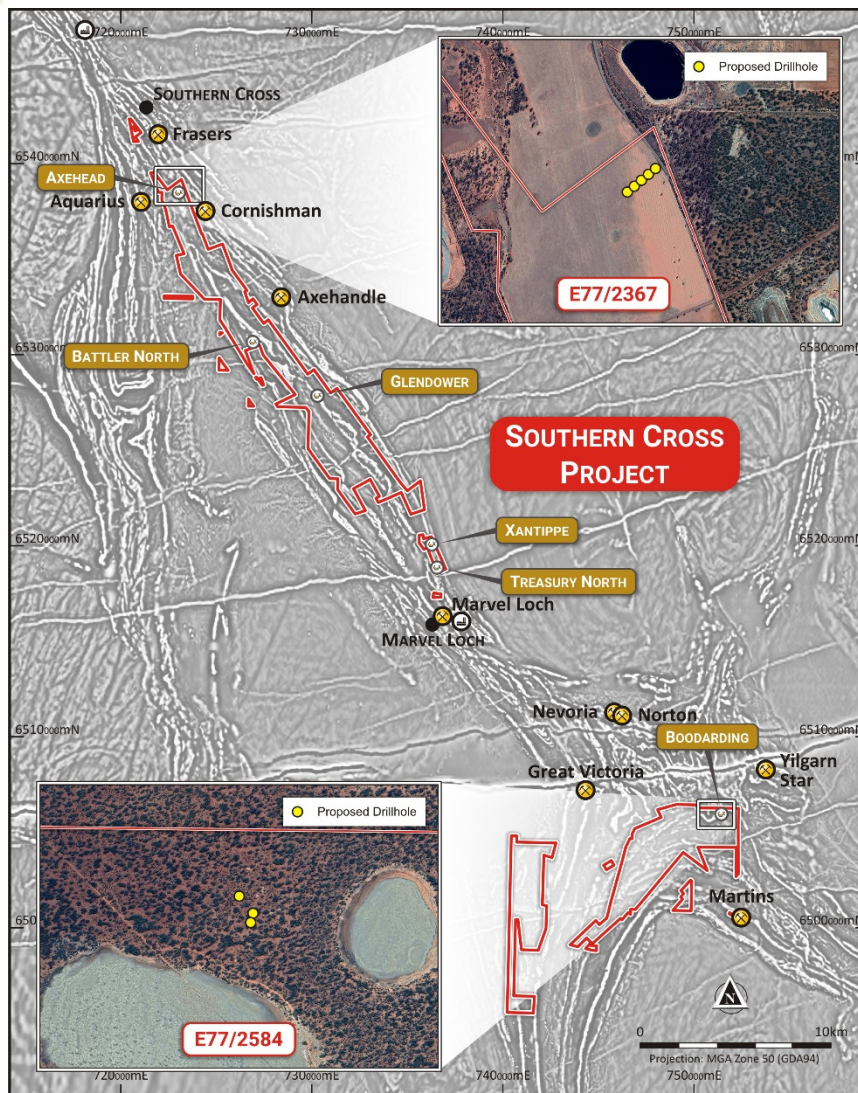 720000mE
730000mE
750000mE
Proposed Drillhole
SOUTHERN CROSS
Frasers
6540000mN
AXEHEAD
Aquarius
Cornishman
E77/2367
Axehandle
6530000mN
BATTLER NORTH
GLENDOWER
SOUTHERN CROSS
PROJECT
XANTIPPE
6520000mN
6520000mN
TREASURY NORTH
Marvel Loch
MARVEL LOCH
Nevoria
Norton
6510000mN
6510000mN
BOODARDING
Great Victoria
Yilgarn
Star
Proposed Drillhole
Martins
6500000mN
E77/2584
N
0
10km
Projection: MGA Zone 50 (GDA94)
720000mE
730000mE
740000mE
750000mE